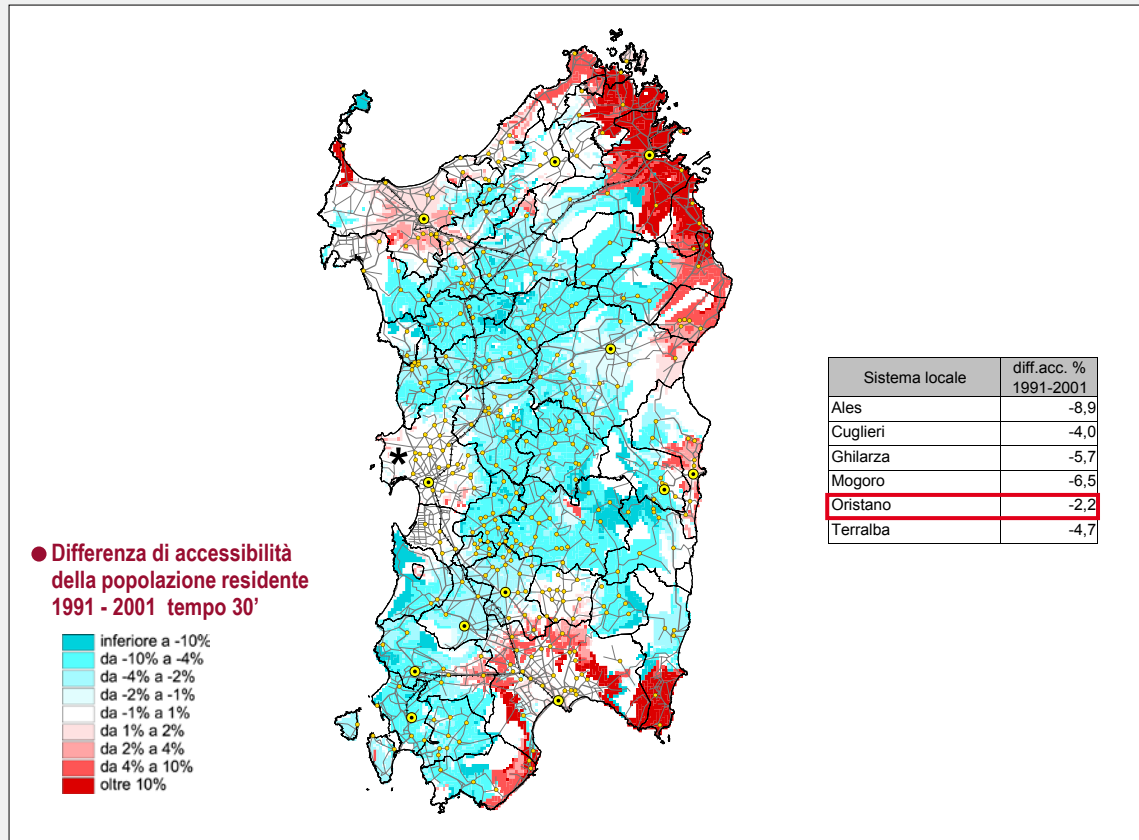 Sistema locale diff.acc. % 1991-2001
Ales -8,9
Cuglieri -4,0
Ghilarza -5,7
Mogoro -6,5
Oristano -2,2
Terralba -4,7
*
Differenza di accessibilità
della popolazione residente
1991 - 2001 tempo 30’
inferiore a -10%
da -10% a -4%
da -4% a -2%
da -2% a -1%
da -1% a 1%
da 1% a 2%
da 2% a 4%
da 4% a 10%
oltre 10%